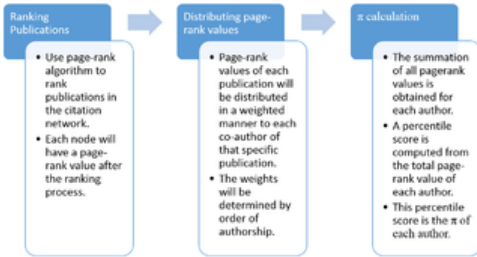 Ranking
Publications
• Use page-rank
algorithm to
rank
publications in
the citation
network.
• Each node will
have a page-
rank value after
the ranking
process.
Distributing page-
rank values
• Page-rank
values of each
publication will
be distributed
in a weighted
manner to each
co-author of
that specific
publication.
• The weights
will be
determined by
order of
authorship.
π calculation
• The summation
of all pagerank
values is
obtained for
each author.
• A percentile
score is
computed from
the total page-
rank value of
each author.
• This percentile
score is the π of
each author.